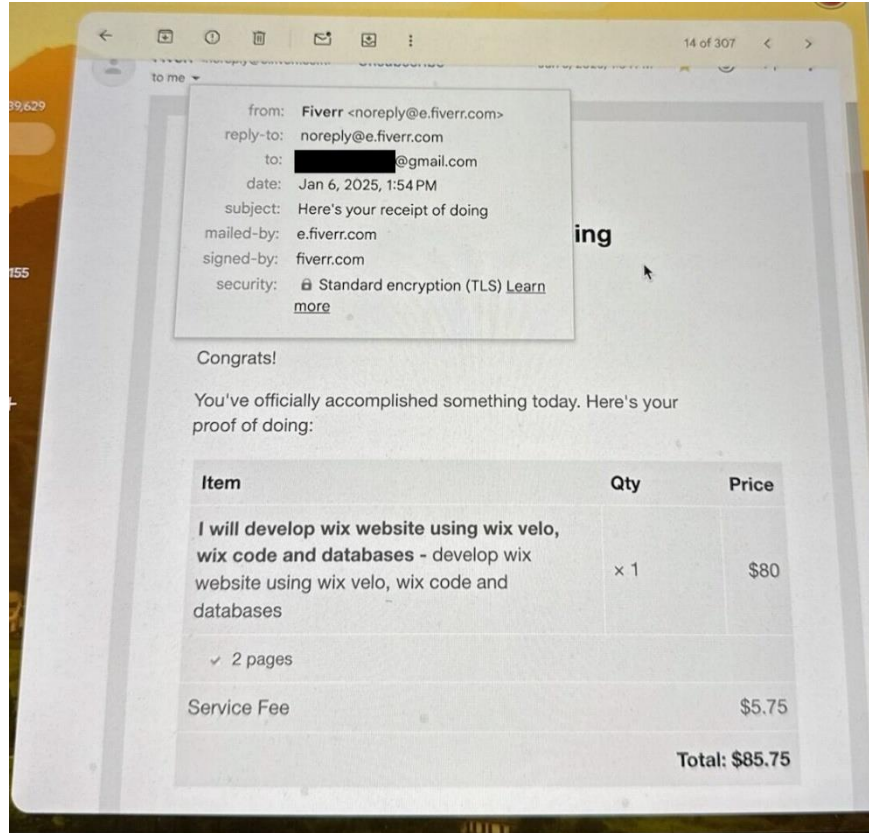 14 of 307
to me
39,629
from: Fiverr <noreply@e.fiverr.com>
reply-to: noreply@e.fiverr.com
to: @gmail.com
date: Jan 6, 2025, 1:54 PM
subject: Here's your receipt of doing
mailed-by: e.fiverr.com
ing
signed-by: fiverr.com
155
security: Standard encryption (TLS) Learn
more
Congrats!
You've officially accomplished something today. Here's your
proof of doing:
Item Qty Price
I will develop wix website using wix velo,
wix code and databases - develop wix
website using wix velo, wix code and
databases
x 1 $80
✓ 2 pages
Service Fee $5.75
Total: $85.75